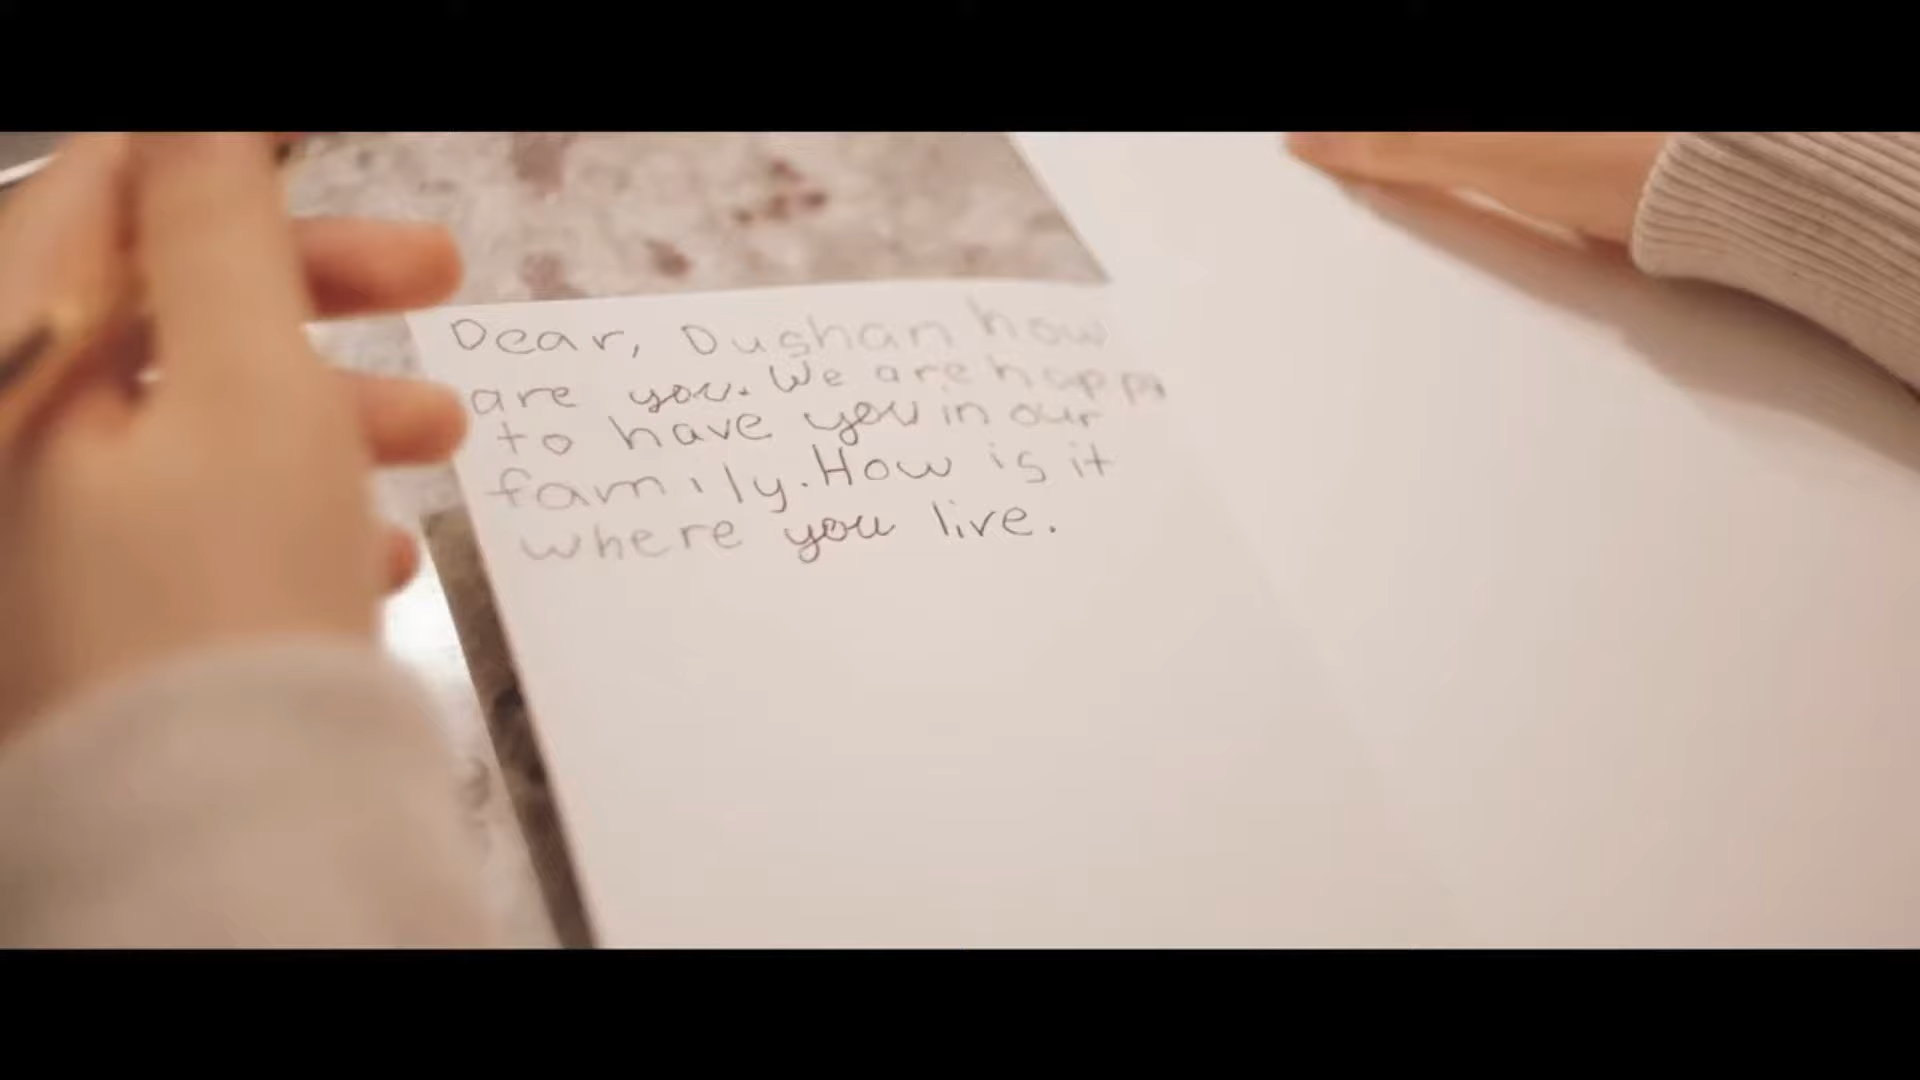 Dear, Dushan how
are you. We are happy
to have you in our
family. How is it
where you live.